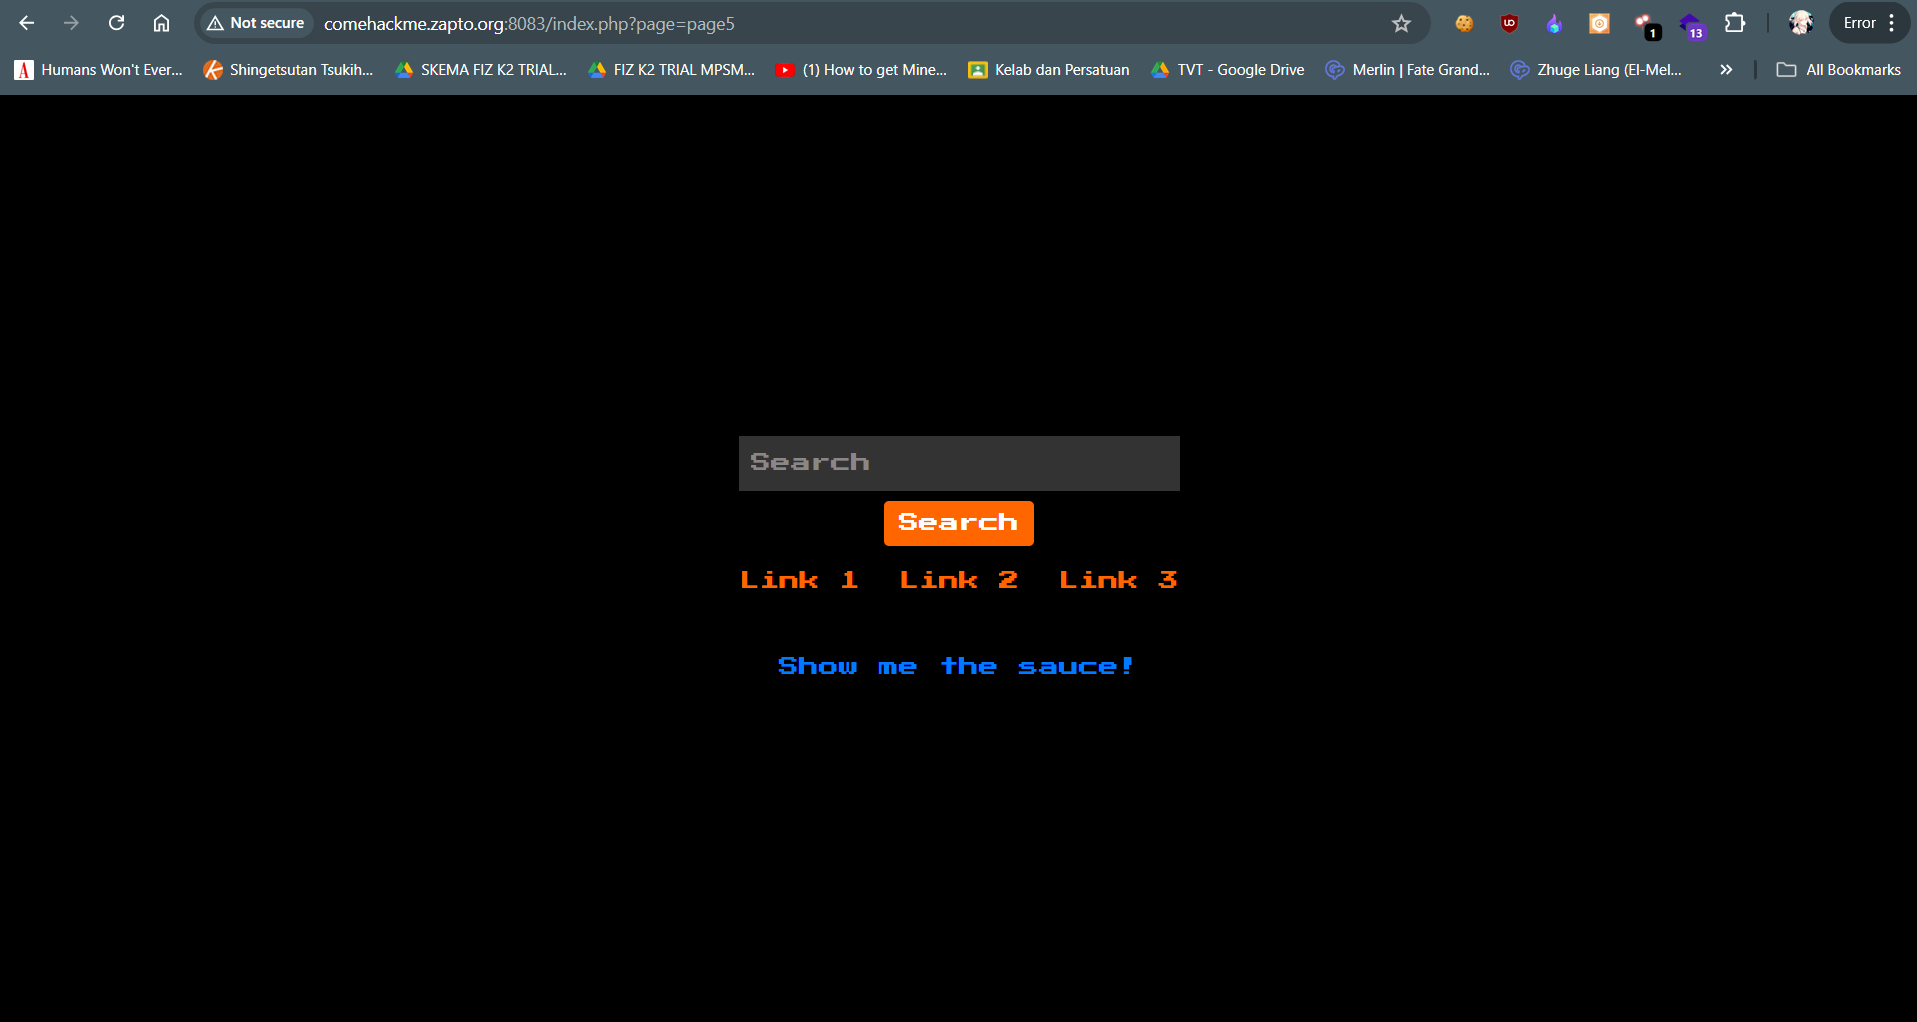 Not secure comehackme.zapto.org:8083/index.php?page=page5 1 13 Error
A Humans Won't Ever... Shingetsutan Tsukih... SKEMA FIZ K2 TRIAL... FIZ K2 TRIAL MPSM... (1) How to get Mine... Kelab dan Persatuan TVT - Google Drive Merlin | Fate Grand... Zhuge Liang (El-Mel... All Bookmarks
Search
Search
Link 1 Link 2 Link 3
Show me the sauce!